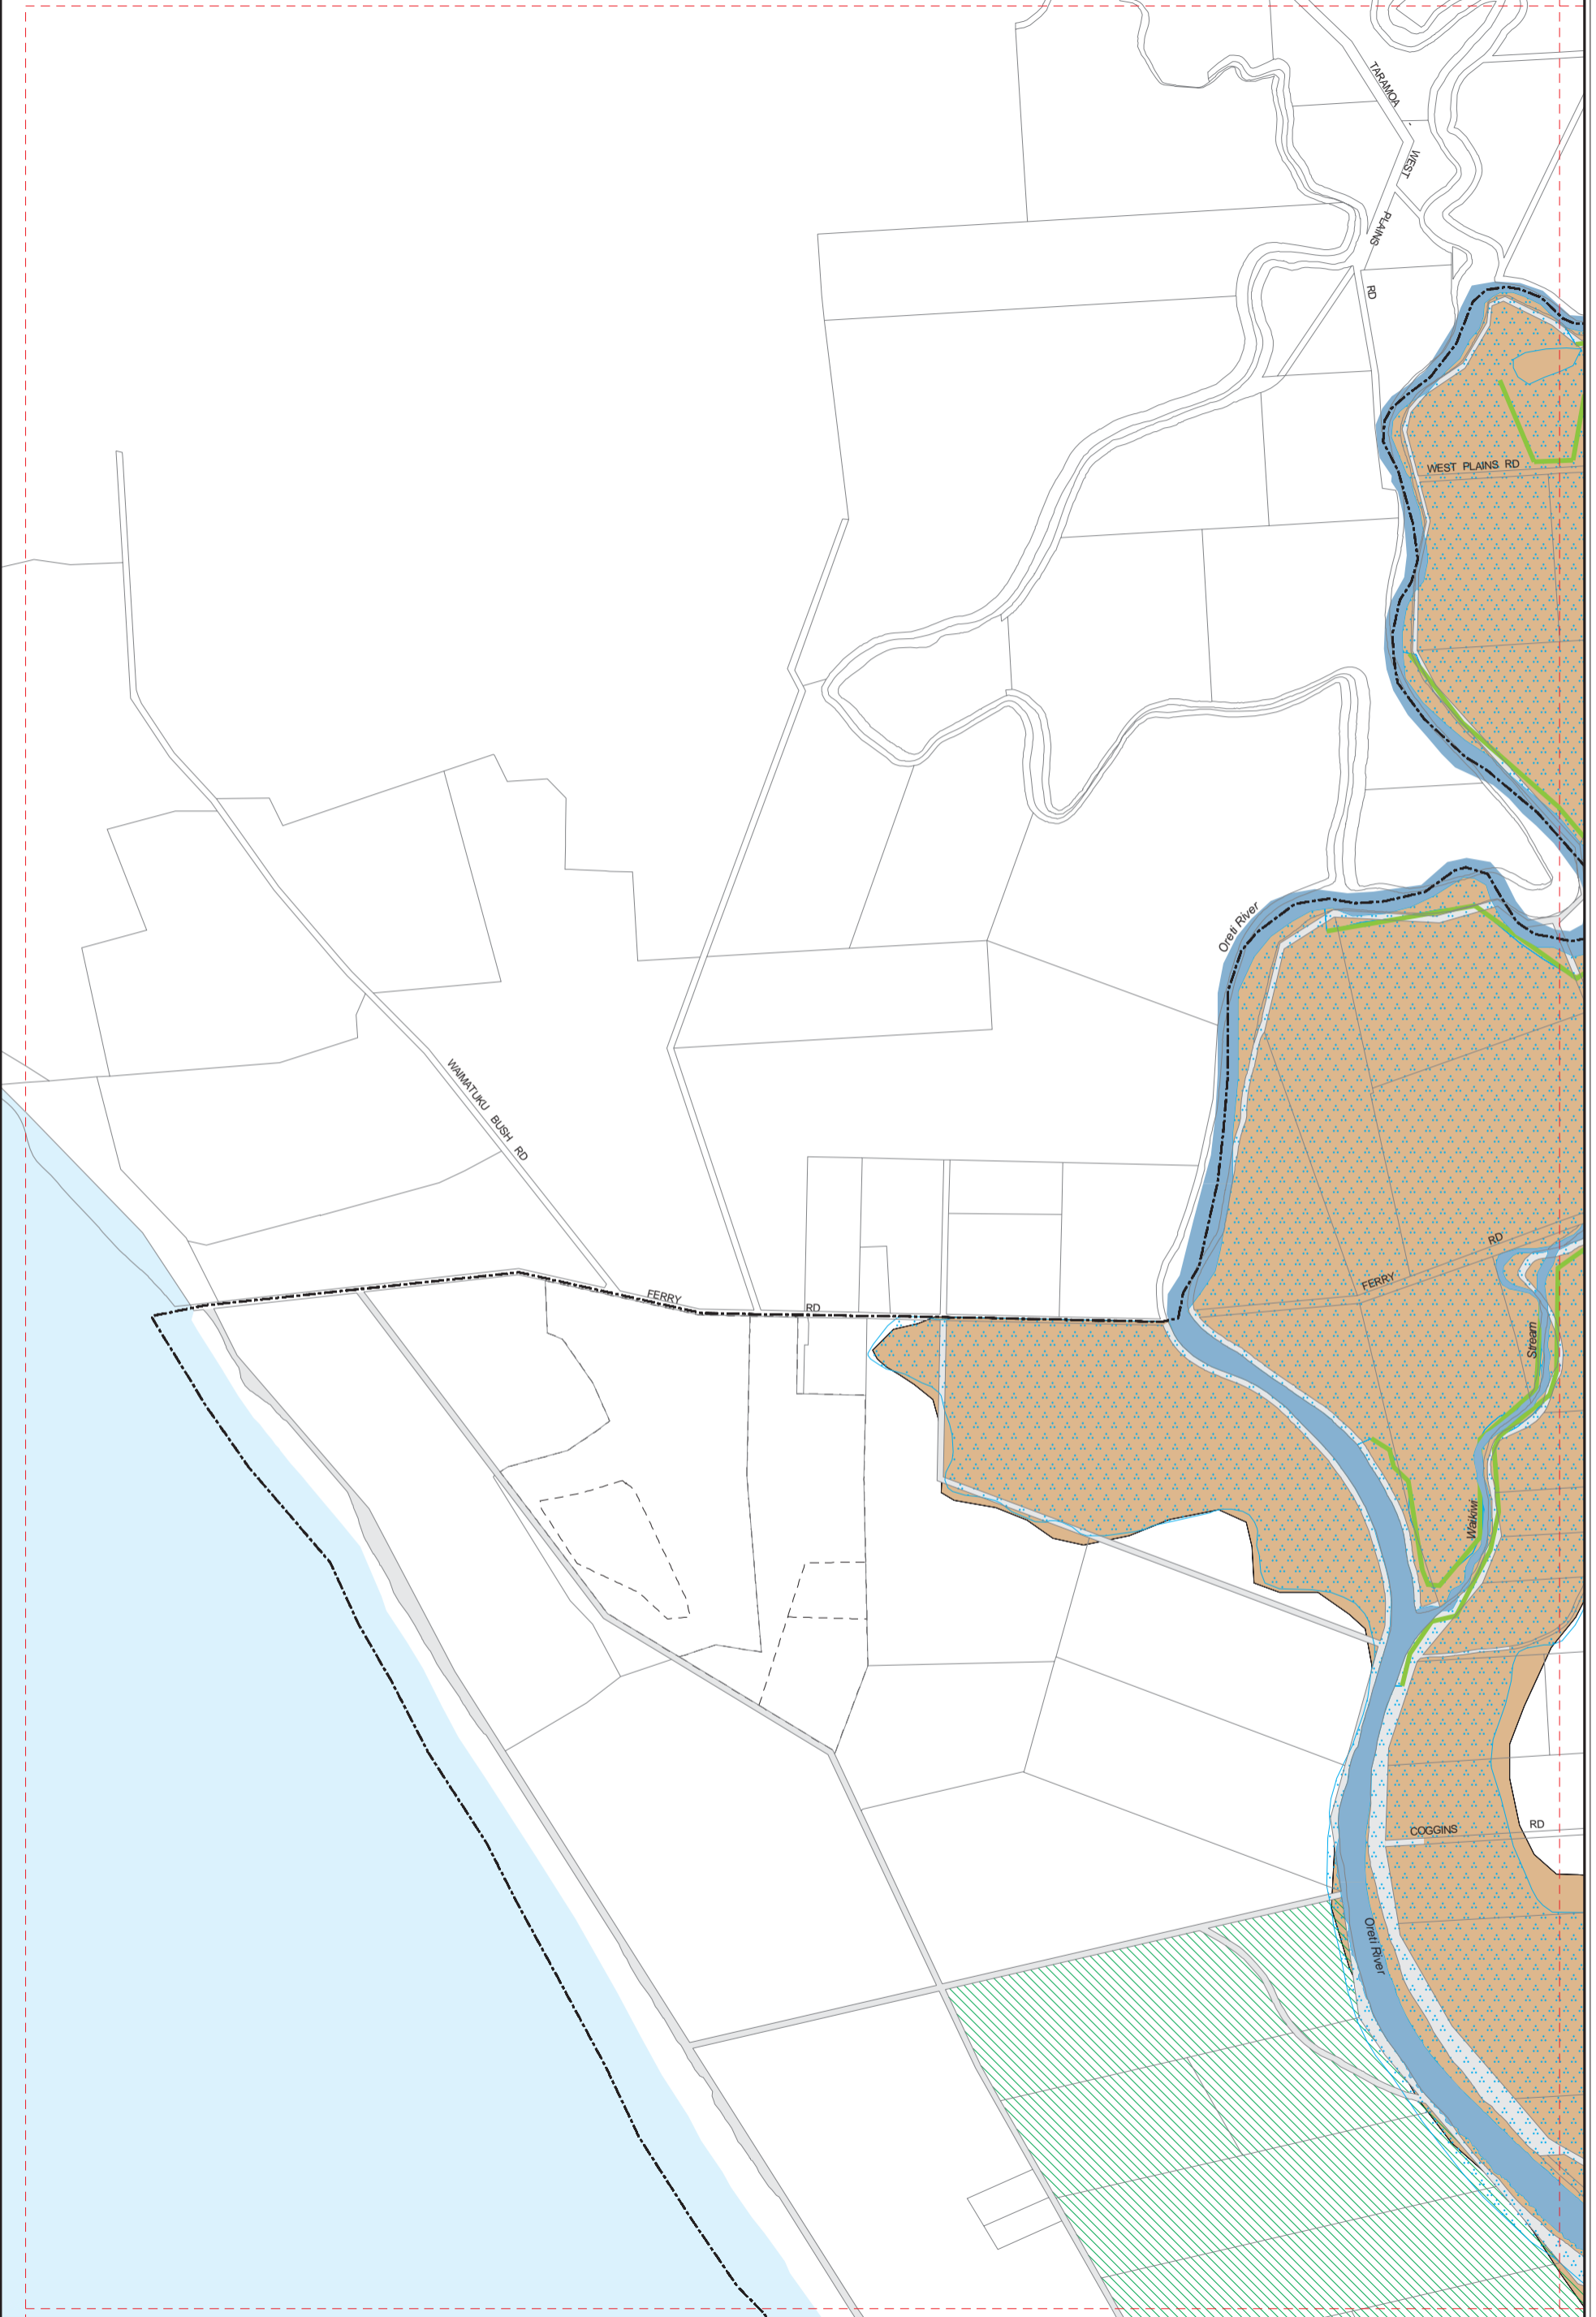 TARAMOA - WEST PLAINS RD
WEST PLAINS RD
Oreti River
WAIMATUKU BUSH RD
FERRY RD
FERRY RD
Stream
Waikiwi
COGGINS RD
Oreti River